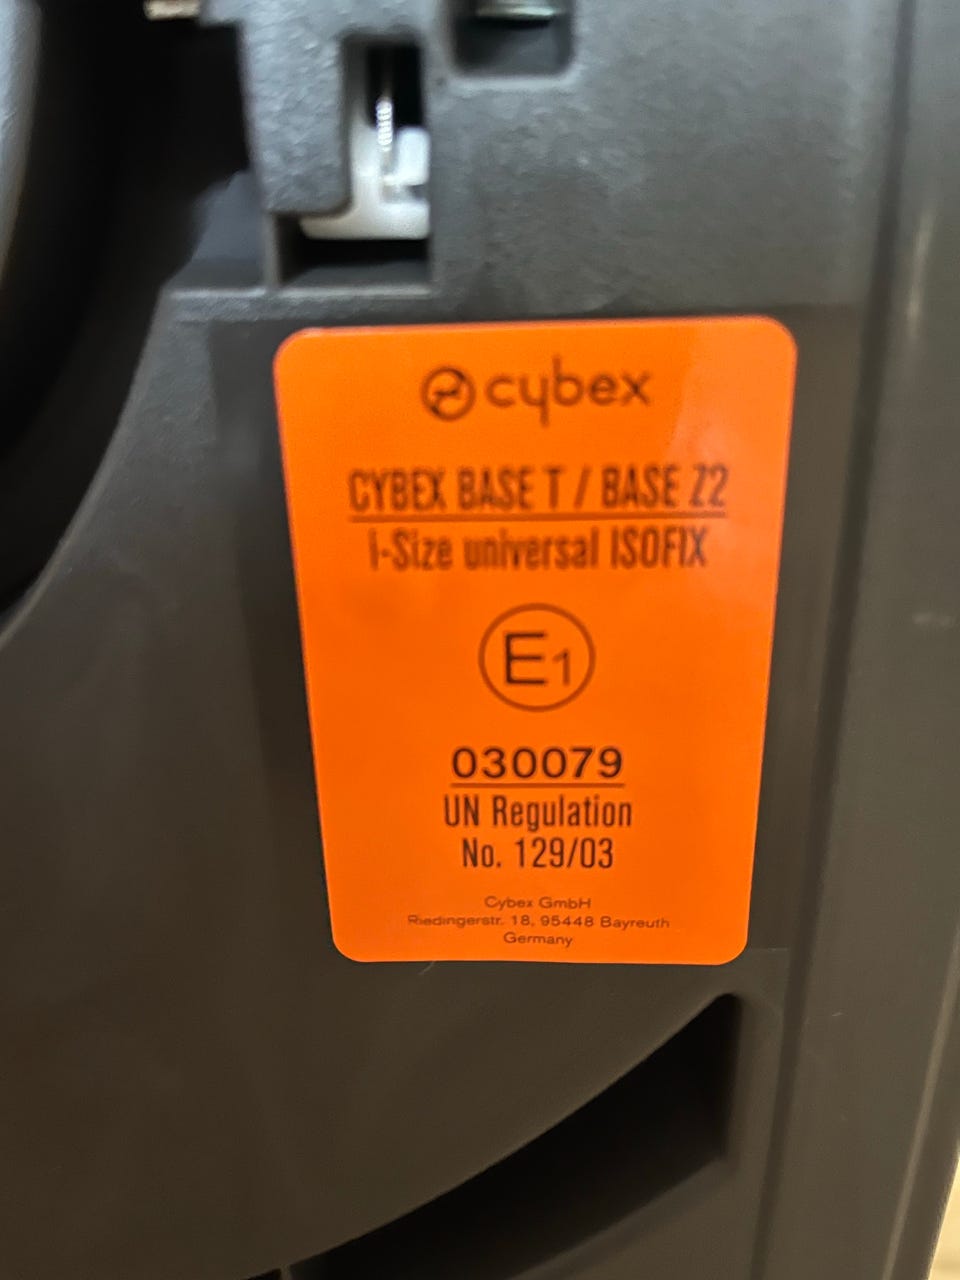 cybex
CYBEX BASE T / BASE Z2
i-Size universal ISOFIX
E1
030079
UN Regulation
No. 129/03
Cybex GmbH
Riedingerstr. 18, 95448 Bayreuth
Germany